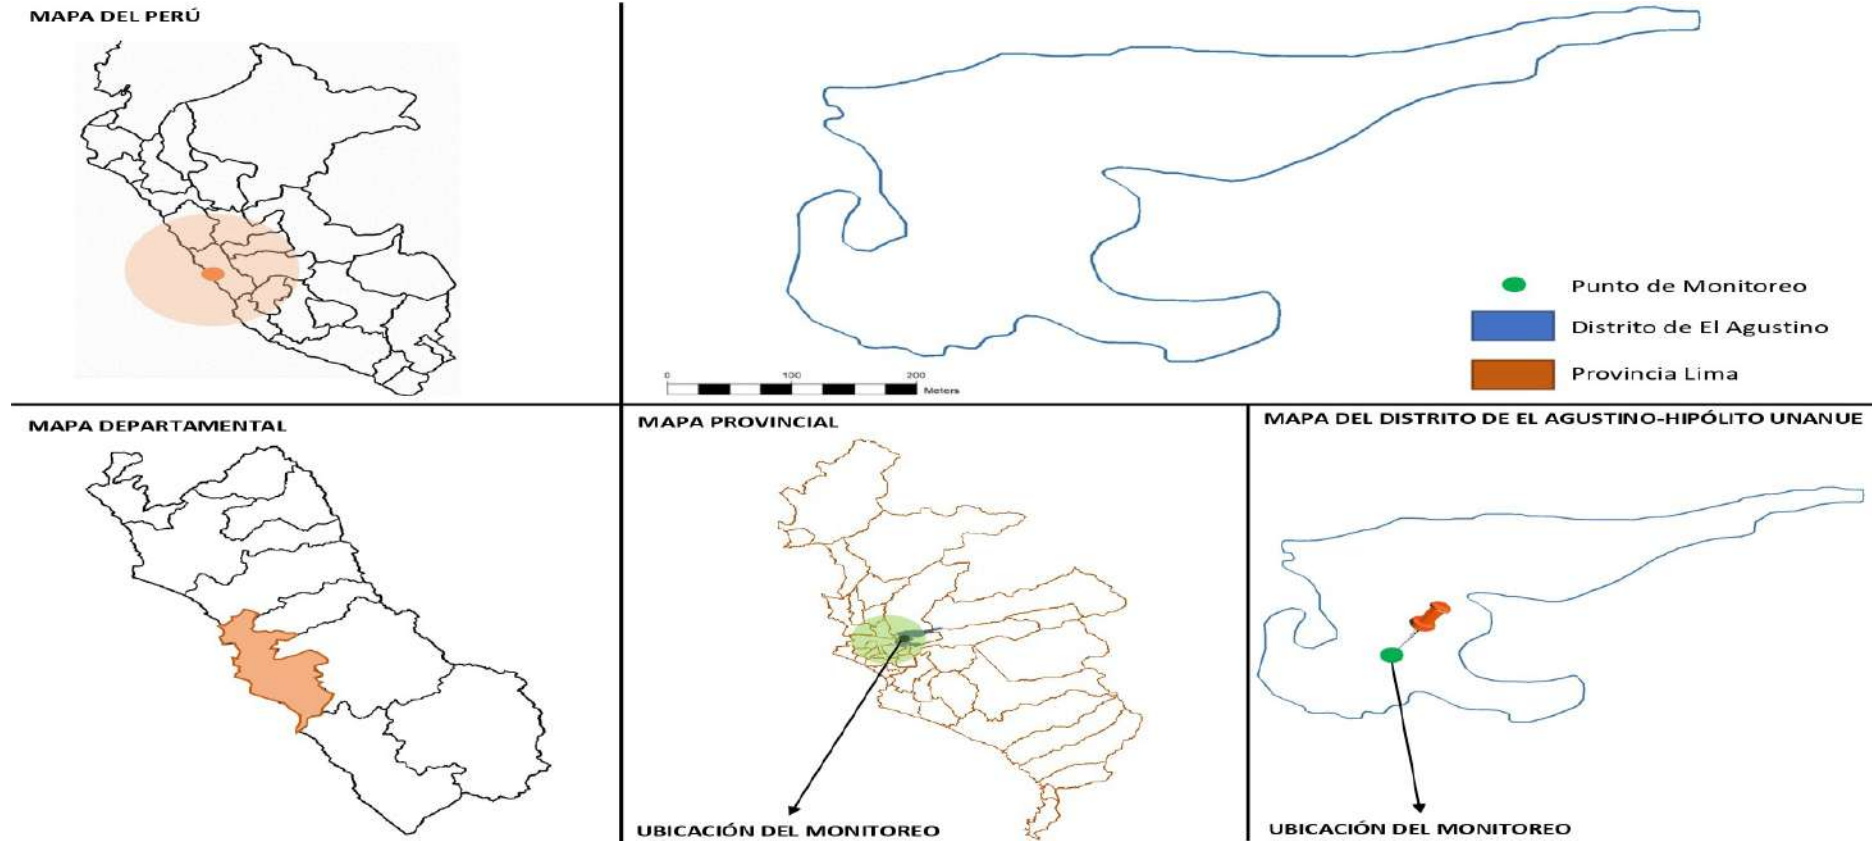 MAPA DEL PERÚ
Punto de Monitoreo
Distrito de El Agustino
Provincia Lima
0 100 200
Meters
MAPA DEPARTAMENTAL
MAPA PROVINCIAL
UBICACIÓN DEL MONITOREO
MAPA DEL DISTRITO DE EL AGUSTINO-HIPÓLITO UNANUE
UBICACIÓN DEL MONITOREO